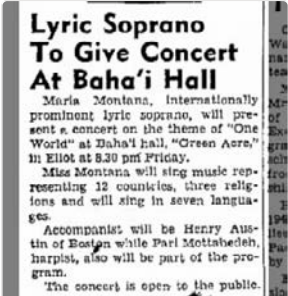 Lyric Soprano
To Give Concert
At Baha'i Hall
Maria Montana, internationally
prominent lyric soprano, will pre-
sent a concert on the theme of "One
World" at Baha'i hall, "Green Acre,"
in Eliot at 8.30 pm Friday.
Miss Montana will sing music rep-
resenting 12 countries, three relig-
ions and will sing in seven langua-
ges.
Accompanist will be Henry Aus-
tin of Boston while Pari Mottahedeh,
harpist, also will be part of the pro-
gram.
The concert is open to the public.